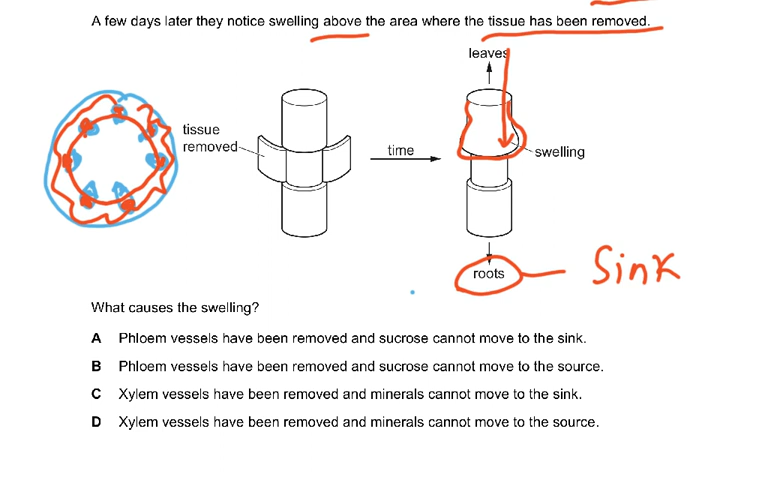 A few days later they notice swelling above the area where the tissue has been removed.
leaves
tissue
removed
time
swelling
roots
Sink
What causes the swelling?
A Phloem vessels have been removed and sucrose cannot move to the sink.
B Phloem vessels have been removed and sucrose cannot move to the source.
C Xylem vessels have been removed and minerals cannot move to the sink.
D Xylem vessels have been removed and minerals cannot move to the source.